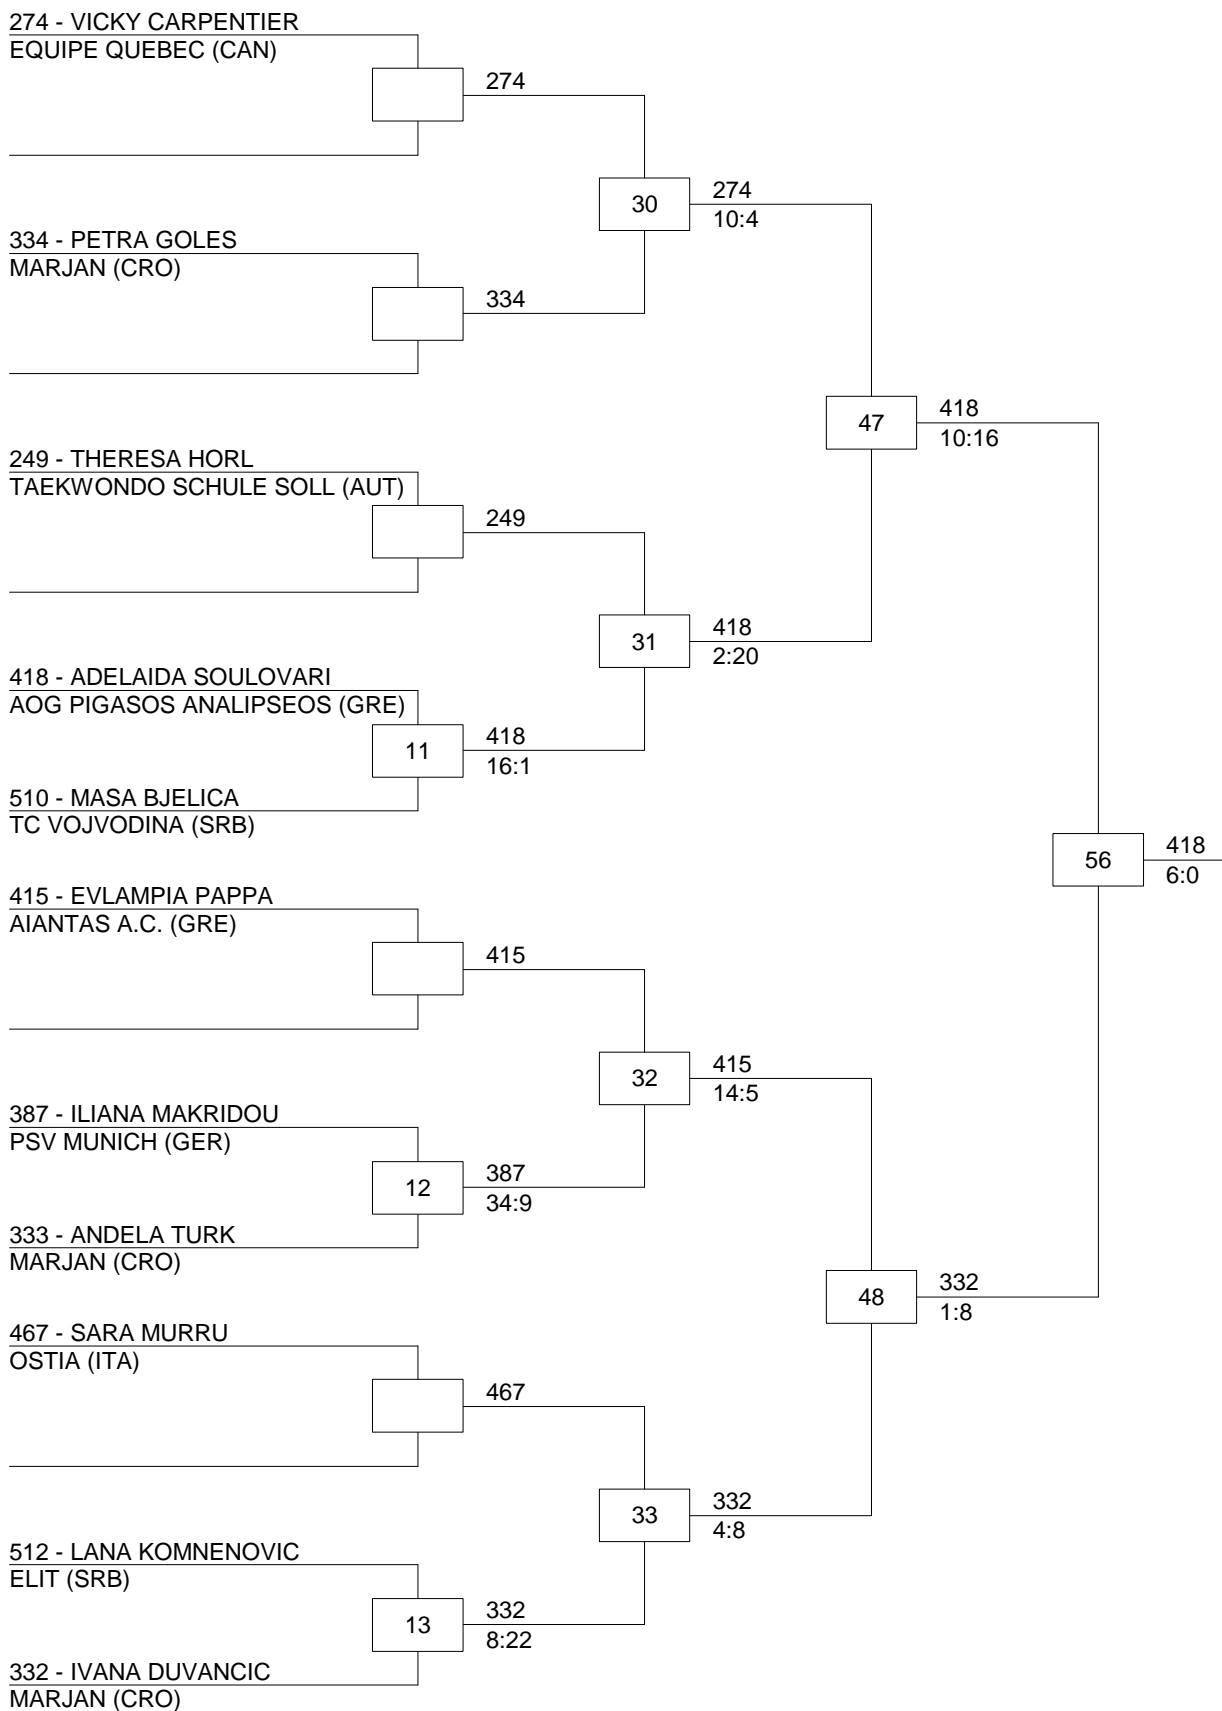 274 - VICKY CARPENTIER
EQUIPE QUEBEC (CAN)
274
30
274
10:4
334 - PETRA GOLES
MARJAN (CRO)
334
47
418
10:16
249 - THERESA HORL
TAEKWONDO SCHULE SOLL (AUT)
249
31
418
2:20
418 - ADELAIDA SOULOVARI
AOG PIGASOS ANALIPSEOS (GRE)
11
418
16:1
510 - MASA BJELICA
TC VOJVODINA (SRB)
56
418
6:0
415 - EVLAMPIA PAPPA
AIANTAS A.C. (GRE)
415
32
415
14:5
387 - ILIANA MAKRIDOU
PSV MUNICH (GER)
12
387
34:9
333 - ANDELA TURK
MARJAN (CRO)
48
332
1:8
467 - SARA MURRU
OSTIA (ITA)
467
33
332
4:8
512 - LANA KOMNENOVIC
ELIT (SRB)
13
332
8:22
332 - IVANA DUVANCIC
MARJAN (CRO)